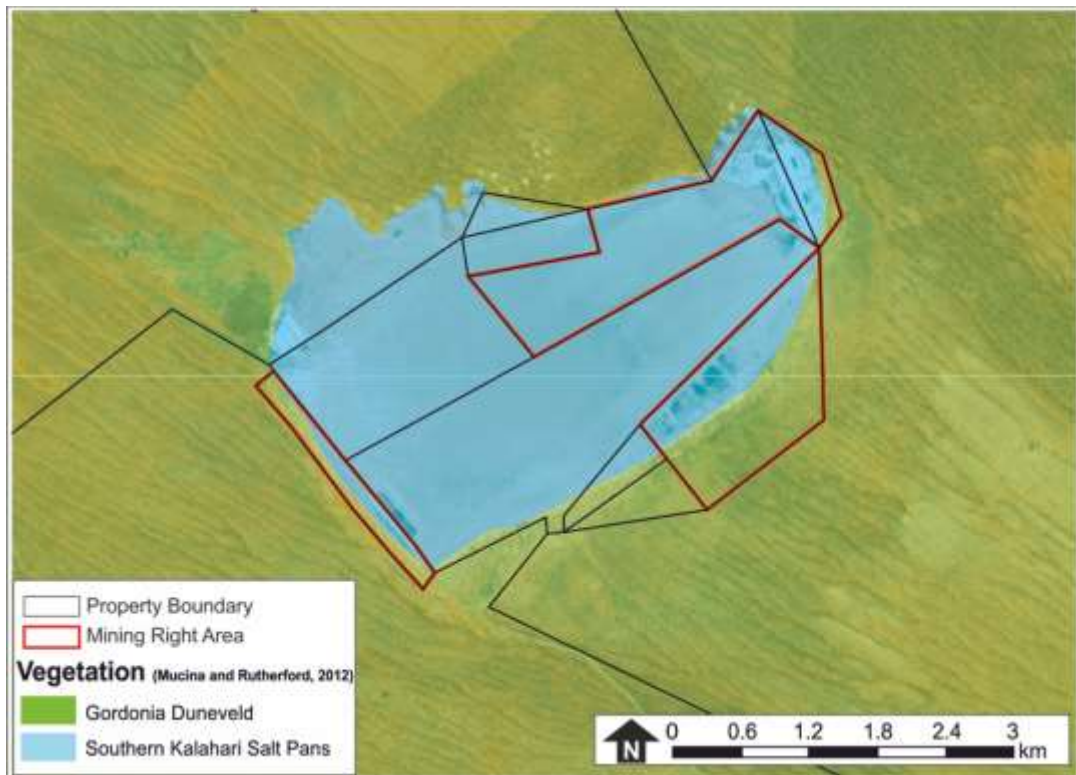 Property Boundary
Mining Right Area
Vegetation (Mucina and Rutherford, 2012)
Gordonia Duneveld
Southern Kalahari Salt Pans
N
0 0.6 1.2 1.8 2.4 3
km